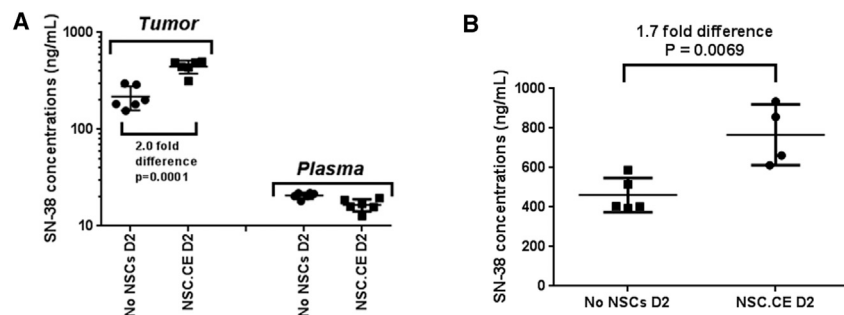 A
SN-38 concentrations (ng/mL)
1000
100
10
Tumor
2.0 fold
difference
p=0.0001
Plasma
No NSCs D2
NSC.CE D2
No NSCs D2
NSC.CE D2
B
1.7 fold difference
P = 0.0069
SN-38 concentrations (ng/mL)
1000
800
600
400
200
0
No NSCs D2
NSC.CE D2